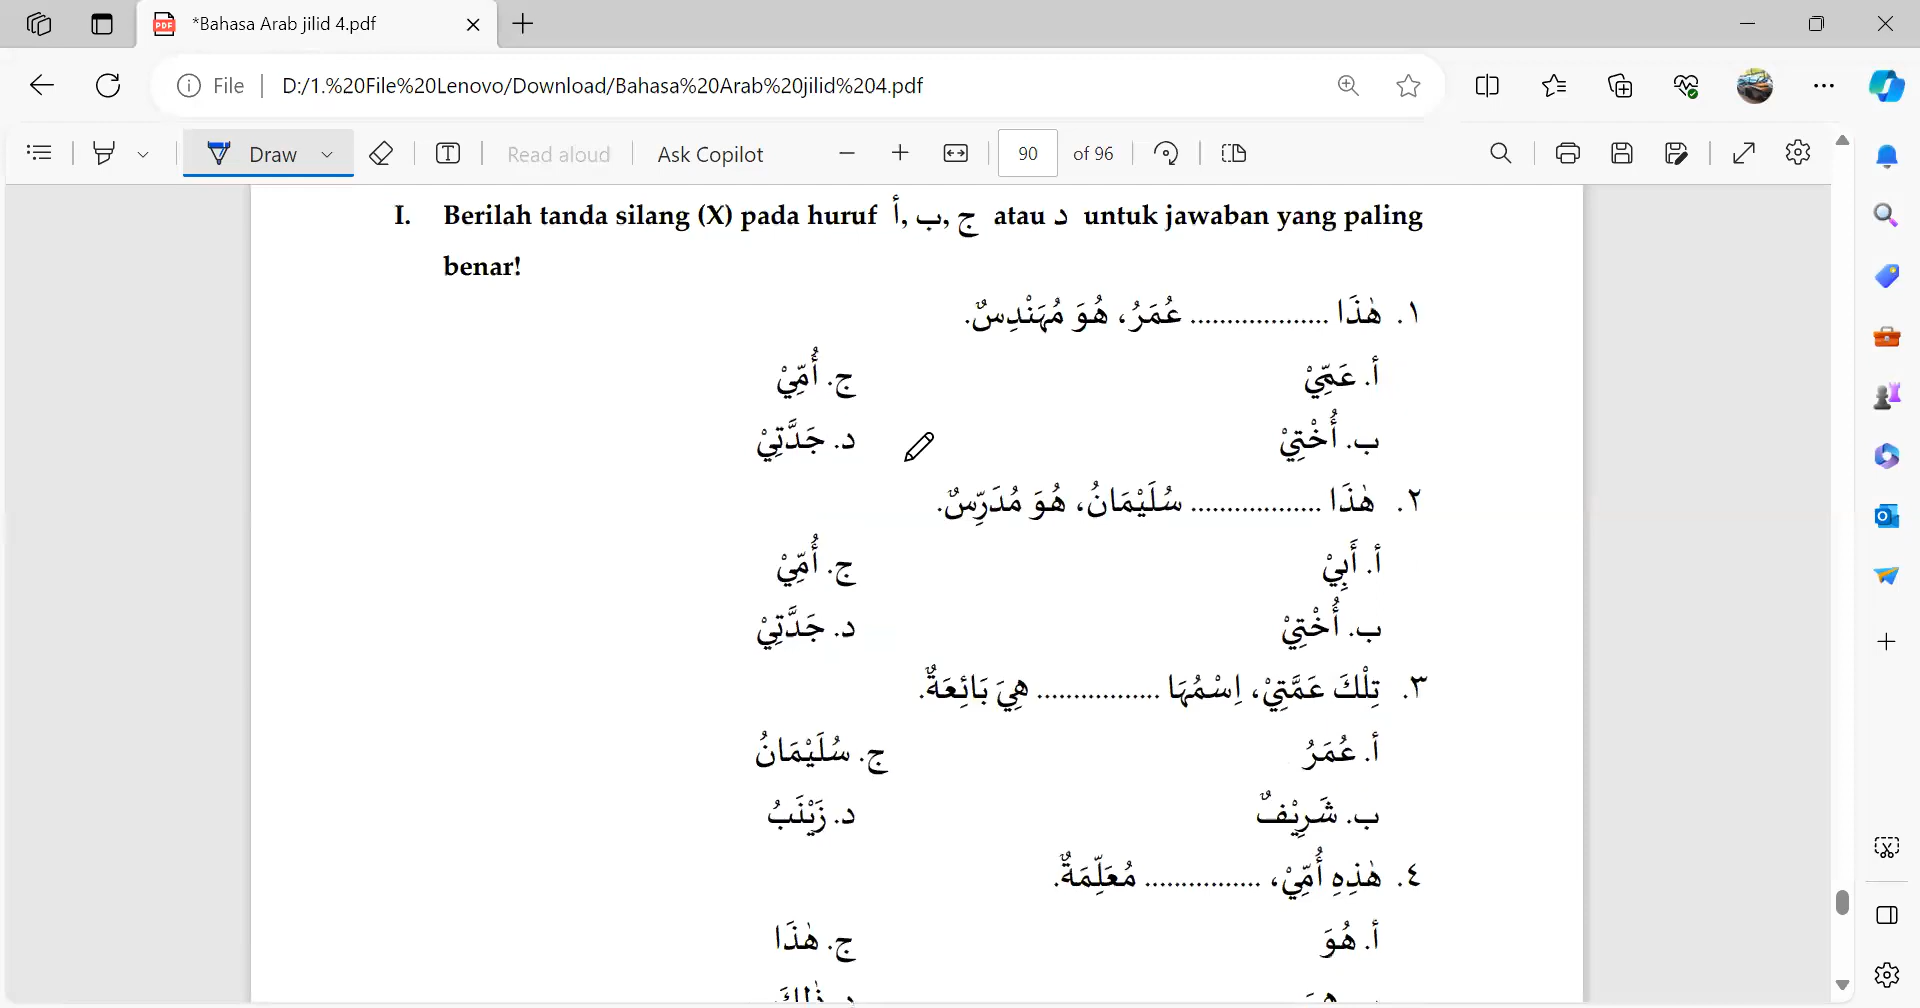 *Bahasa Arab jilid 4.pdf
File
D:/1.%20File%20Lenovo/Download/Bahasa%20Arab%20jilid%204.pdf
Draw
Read aloud
Ask Copilot
90 of 96
I. Berilah tanda silang (X) pada huruf أ, ب, ج atau د untuk jawaban yang paling
benar!
١. هٰذَا ................... عُمَرُ، هُوَ مُهَنْدِسٌ.
أ. عَمِّيْ ج. أُمِّيْ
ب. أُخْتِيْ د. جَدَّتِيْ
٢. هٰذَا .................. سُلَيْمَانُ، هُوَ مُدَرِّسٌ.
أ. أَبِيْ ج. أُمِّيْ
ب. أُخْتِيْ د. جَدَّتِيْ
٣. تِلْكَ عَمَّتِيْ، اِسْمُهَا ................. هِيَ بَائِعَةٌ.
أ. عُمَرُ ج. سُلَيْمَانُ
ب. شَرِيْفٌ د. زَيْنَبُ
٤. هٰذِهِ أُمِّيْ، ................ مُعَلِّمَةٌ.
أ. هُوَ ج. هٰذَا